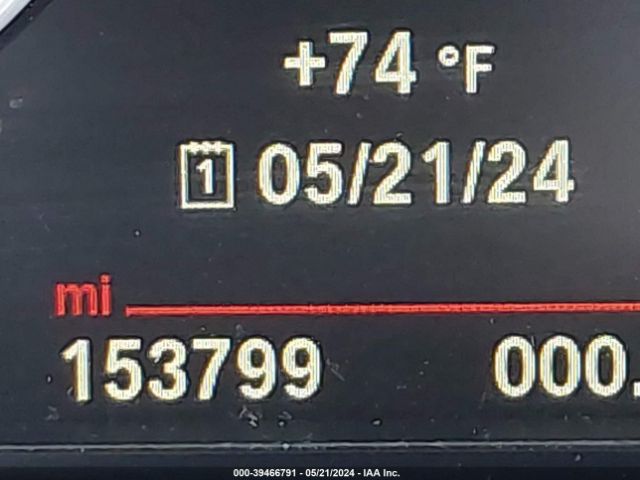 +74 °F
1 05/21/24
mi
153799 000.
000-39466791 - 05/21/2024 - IAA Inc.